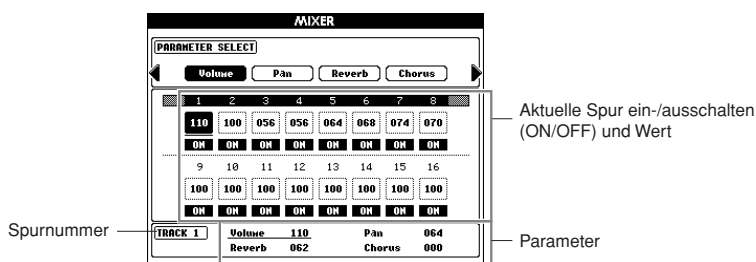 MIXER
PARAMETER SELECT
Volume Pan Reverb Chorus
1 2 3 4 5 6 7 8
110 100 056 056 064 068 074 070
ON ON ON ON ON ON ON ON
9 10 11 12 13 14 15 16
100 100 100 100 100 100 100 100
ON ON ON ON ON ON ON ON
TRACK 1 Volume 110 Pan 064
Reverb 062 Chorus 000
Aktuelle Spur ein-/ausschalten
(ON/OFF) und Wert
Spurnummer
Parameter